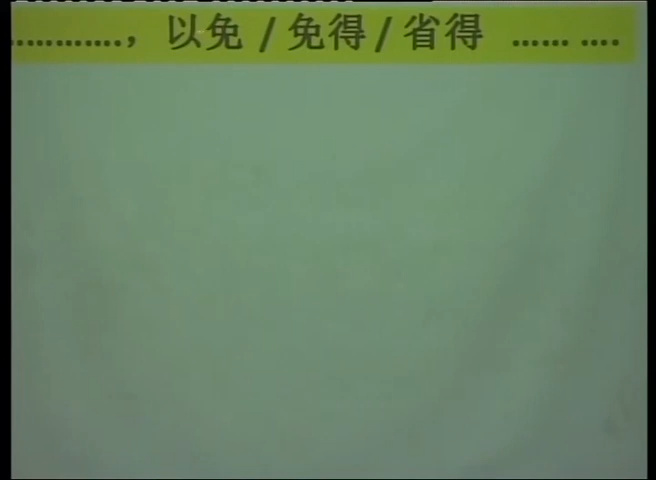 …………, 以免 / 免得 / 省得 …… ….